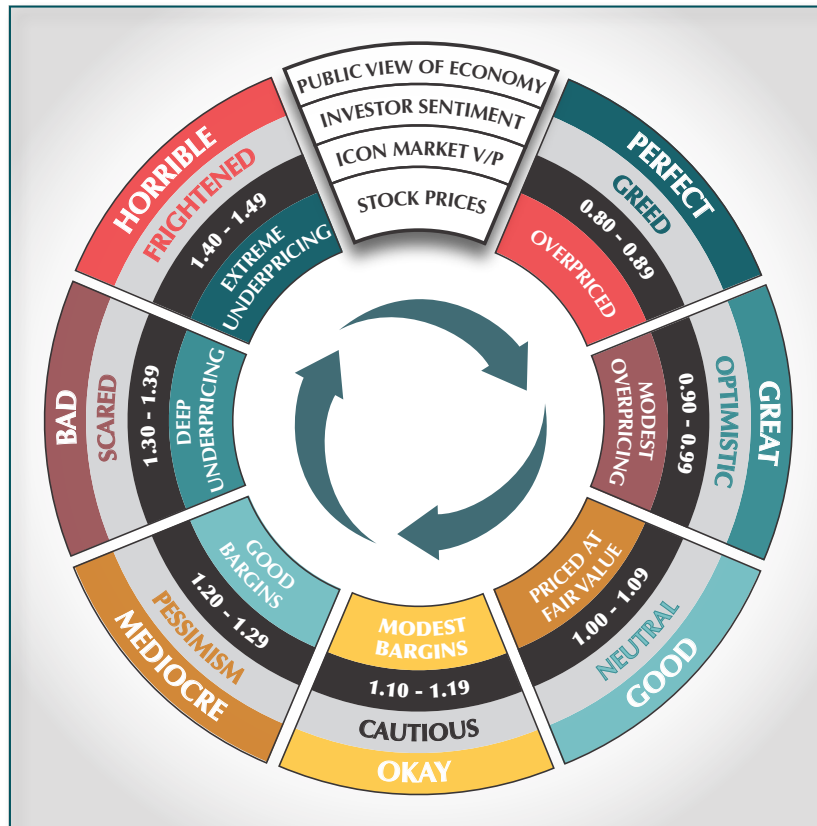 PUBLIC VIEW OF ECONOMY
INVESTOR SENTIMENT
ICON MARKET V/P
STOCK PRICES
PERFECT
GREED
0.80 - 0.89
OVERPRICED
GREAT
OPTIMISTIC
0.90 - 0.99
MODEST
OVERPRICING
GOOD
NEUTRAL
1.00 - 1.09
PRICED AT
FAIR VALUE
OKAY
CAUTIOUS
1.10 - 1.19
MODEST
BARGINS
MEDIOCRE
PESSIMISM
1.20 - 1.29
GOOD
BARGINS
BAD
SCARED
1.30 - 1.39
DEEP
UNDERPRICING
HORRIBLE
FRIGHTENED
1.40 - 1.49
EXTREME
UNDERPRICING